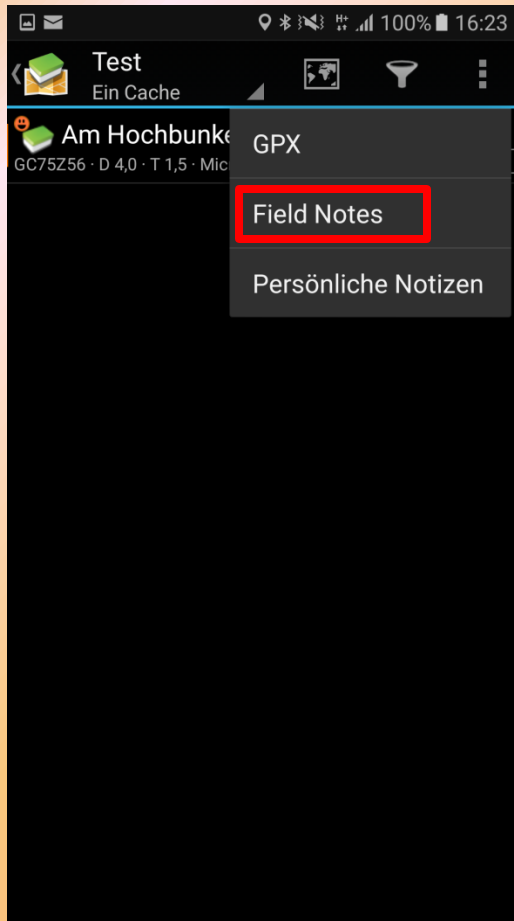 100% 16:23
Test
Ein Cache
Am Hochbunke
GC75Z56 · D 4,0 · T 1,5 · Mic
GPX
Field Notes
Persönliche Notizen